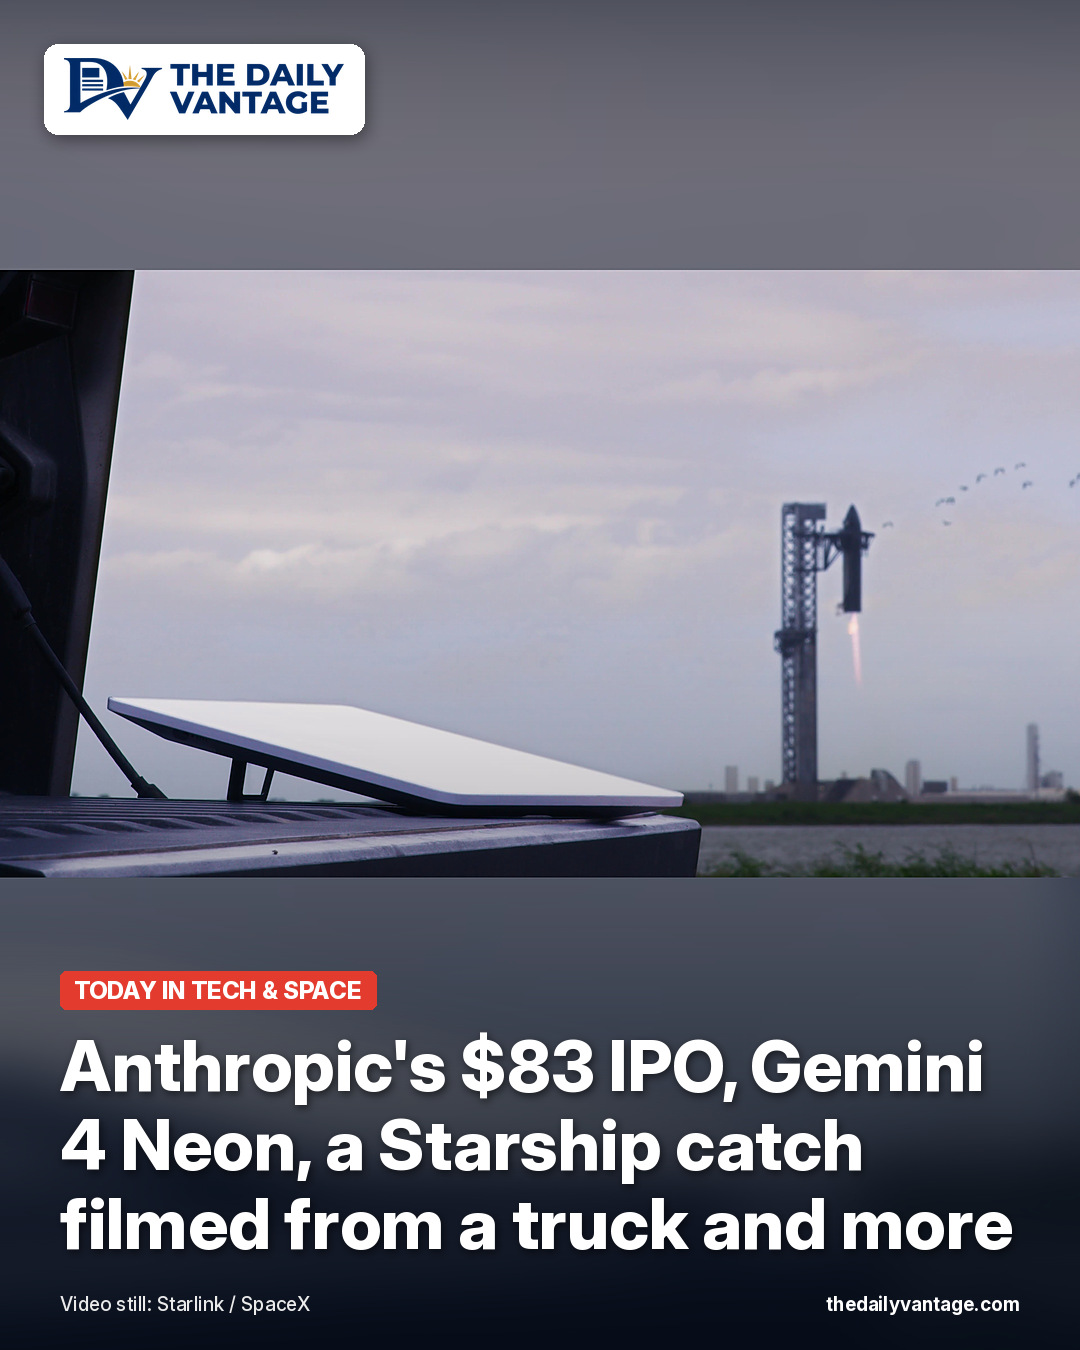 THE DAILY
VANTAGE
TODAY IN TECH & SPACE
Anthropic's $83 IPO, Gemini
4 Neon, a Starship catch
filmed from a truck and more
Video still: Starlink / SpaceX
thedailyvantage.com